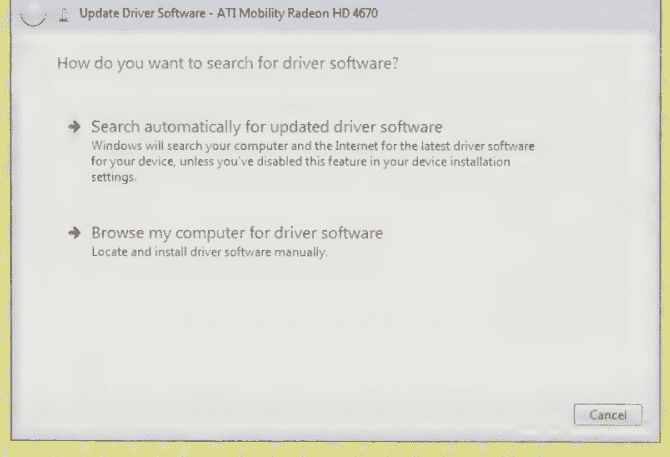 Update Driver Software - ATI Mobility Radeon HD 4670
How do you want to search for driver software?
Search automatically for updated driver software
Windows will search your computer and the Internet for the latest driver software
for your device, unless you've disabled this feature in your device installation
settings.
Browse my computer for driver software
Locate and install driver software manually.
Cancel